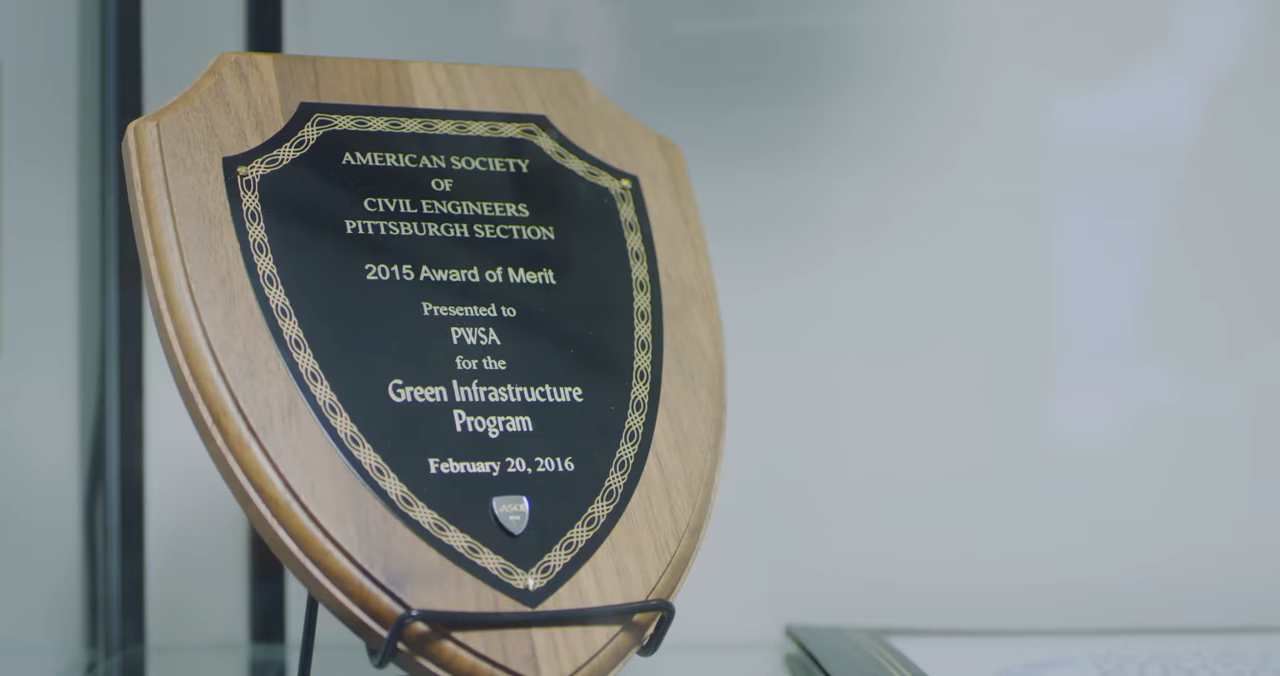 AMERICAN SOCIETY
OF
CIVIL ENGINEERS
PITTSBURGH SECTION
2015 Award of Merit
Presented to
PWSA
for the
Green Infrastructure
Program
February 20, 2016
ASCE